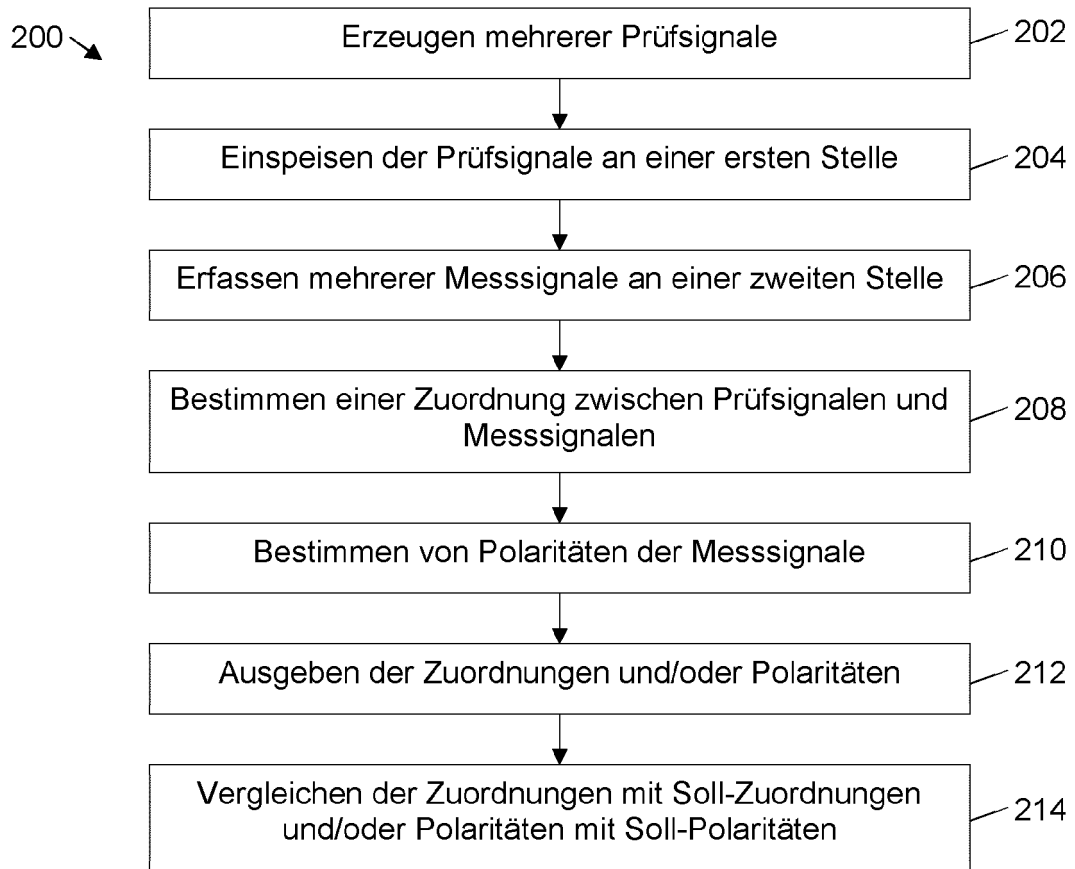 200
Erzeugen mehrerer Prüfsignale
202
Einspeisen der Prüfsignale an einer ersten Stelle
204
Erfassen mehrerer Messsignale an einer zweiten Stelle
206
Bestimmen einer Zuordnung zwischen Prüfsignalen und
Messsignalen
208
Bestimmen von Polaritäten der Messsignale
210
Ausgeben der Zuordnungen und/oder Polaritäten
212
Vergleichen der Zuordnungen mit Soll-Zuordnungen
und/oder Polaritäten mit Soll-Polaritäten
214